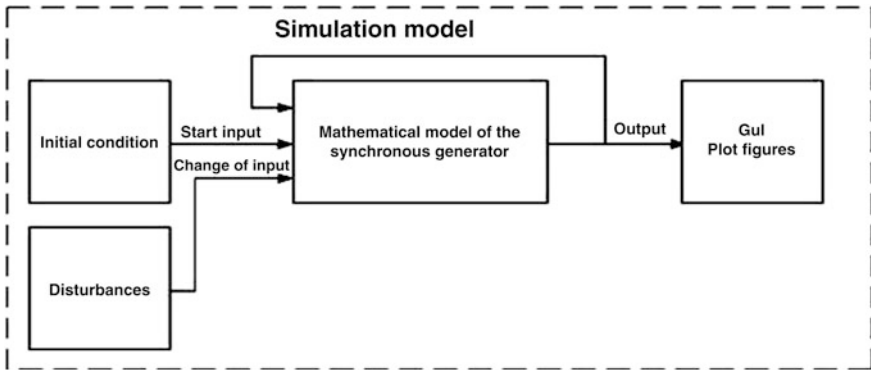 Simulation model
Initial condition
Start input
Change of input
Mathematical model of the
synchronous generator
Output
GuI
Plot figures
Disturbances